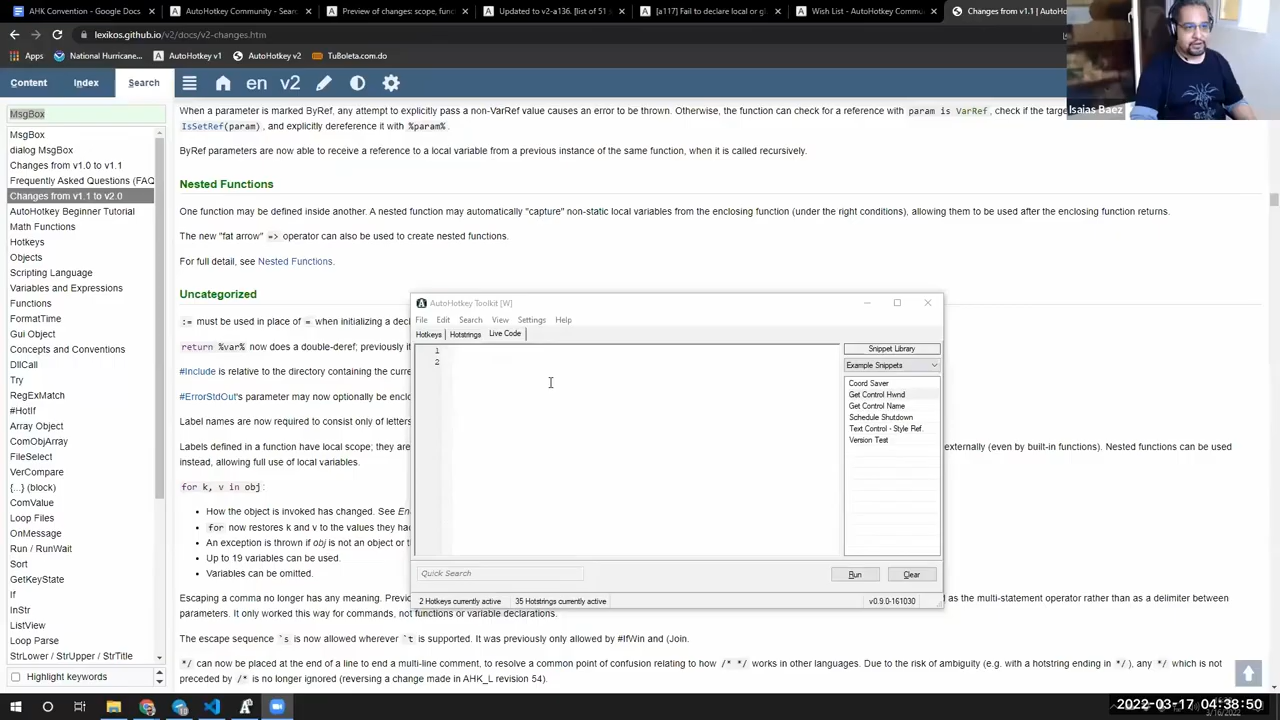 AHK Convention - Google Docs
AutoHotkey Community - Sear
Preview of changes: scope, func
Updated to v2-a136. [list of 51
[a117] Fail to declare local or gl
Wish List - AutoHotkey Commun
Changes from v1.1 | AutoHo
lexikos.github.io/v2/docs/v2-changes.htm
Apps
National Hurricane...
AutoHotkey v1
AutoHotkey v2
TuBoleta.com.do
Content
Index
Search
en
v2
Isaias Baez
MsgBox
MsgBox
dialog MsgBox
Changes from v1.0 to v1.1
Frequently Asked Questions (FAQ
Changes from v1.1 to v2.0
AutoHotkey Beginner Tutorial
Math Functions
Hotkeys
Objects
Scripting Language
Variables and Expressions
Functions
FormatTime
Gui Object
Concepts and Conventions
DllCall
Try
RegExMatch
#HotIf
Array Object
ComObjArray
FileSelect
VerCompare
{...} (block)
ComValue
Loop Files
OnMessage
Run / RunWait
Sort
GetKeyState
If
InStr
ListView
Loop Parse
StrLower / StrUpper / StrTitle
Highlight keywords
When a parameter is marked ByRef, any attempt to explicitly pass a non-VarRef value causes an error to be thrown. Otherwise, the function can check for a reference with param is VarRef, check if the targe
IsSetRef(param), and explicitly dereference it with %param%.
ByRef parameters are now able to receive a reference to a local variable from a previous instance of the same function, when it is called recursively.
Nested Functions
One function may be defined inside another. A nested function may automatically "capture" non-static local variables from the enclosing function (under the right conditions), allowing them to be used after the enclosing function returns.
The new "fat arrow" => operator can also be used to create nested functions.
For full detail, see Nested Functions.
Uncategorized
:= must be used in place of = when initializing a decl
return %var% now does a double-deref; previously it
#Include is relative to the directory containing the curre
#ErrorStdOut's parameter may now optionally be enclo
Label names are now required to consist only of letters
Labels defined in a function have local scope; they are
externally (even by built-in functions). Nested functions can be used
instead, allowing full use of local variables.
for k, v in obj:
How the object is invoked has changed. See En
for now restores k and v to the values they had
An exception is thrown if obj is not an object or t
Up to 19 variables can be used.
Variables can be omitted.
Escaping a comma no longer has any meaning. Previo
as the multi-statement operator rather than as a delimiter between
parameters. It only worked this way for commands, not functions or variable declarations.
The escape sequence `s is now allowed wherever `t is supported. It was previously only allowed by #IfWin and (Join.
*/ can now be placed at the end of a line to end a multi-line comment, to resolve a common point of confusion relating to how /* */ works in other languages. Due to the risk of ambiguity (e.g. with a hotstring ending in */), any */ which is not
preceded by /* is no longer ignored (reversing a change made in AHK_L revision 54).
AutoHotkey Toolkit [W]
File
Edit
Search
View
Settings
Help
Hotkeys
Hotstrings
Live Code
1
2
Snippet Library
Example Snippets
Coord Saver
Get Control Hwnd
Get Control Name
Schedule Shutdown
Text Control - Style Ref.
Version Test
Quick Search
Run
Clear
2 Hotkeys currently active
35 Hotstrings currently active
v0.9.0-161030
2022-03-17 04:38:50